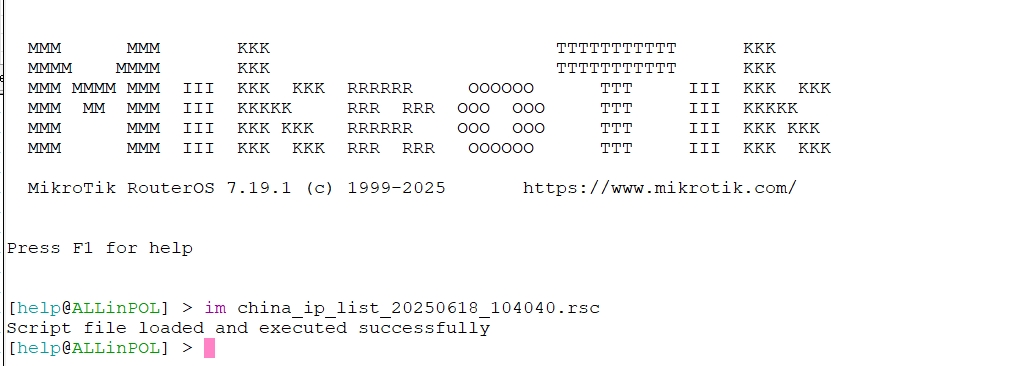 MMM      MMM       KKK                          TTTTTTTTTTT      KKK
MMMM    MMMM       KKK                          TTTTTTTTTTT      KKK
MMM MMMM MMM  III  KKK  KKK  RRRRRR     OOOOOO      TTT     III  KKK  KKK
MMM  MM  MMM  III  KKKKK     RRR  RRR  OOO  OOO     TTT     III  KKKKK
MMM      MMM  III  KKK KKK   RRRRRR    OOO  OOO     TTT     III  KKK KKK
MMM      MMM  III  KKK  KKK  RRR  RRR   OOOOOO      TTT     III  KKK  KKK
MikroTik RouterOS 7.19.1 (c) 1999-2025       https://www.mikrotik.com/
Press F1 for help
[help@ALLinPOL] > im china_ip_list_20250618_104040.rsc
Script file loaded and executed successfully
[help@ALLinPOL] >